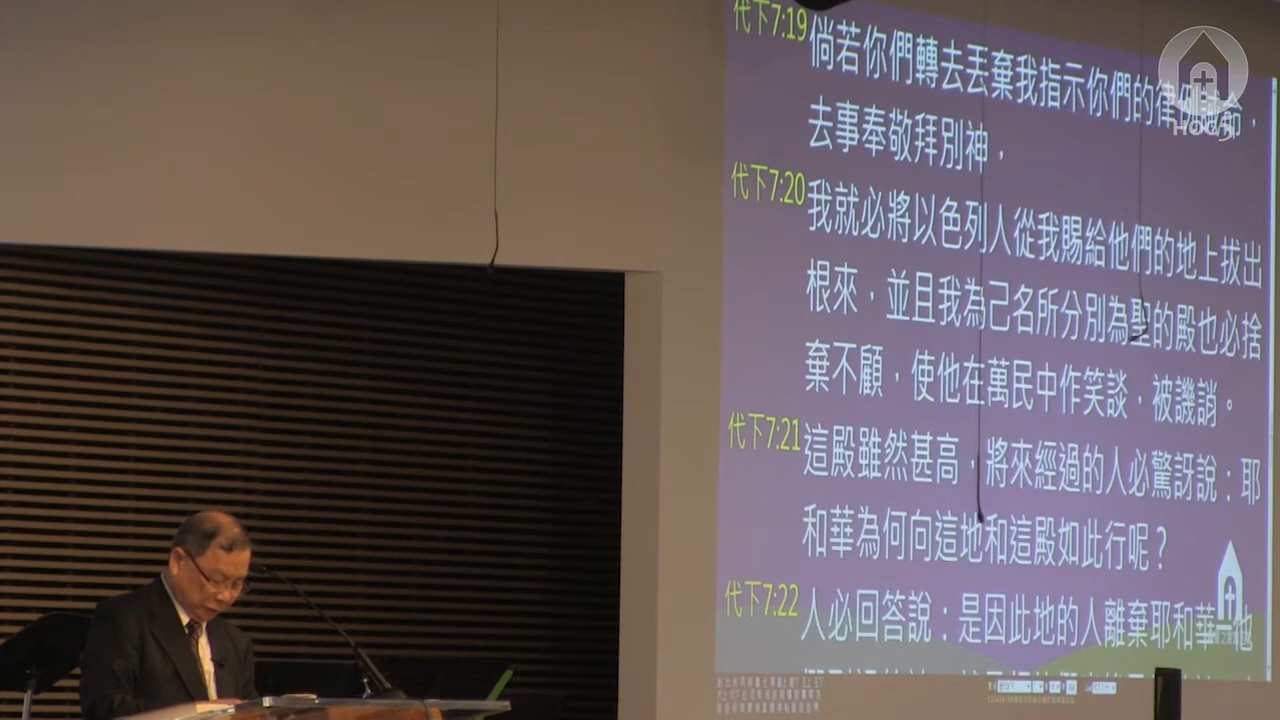 代下7:19 倘若你們轉去丟棄我指示你們的律例誡命，
去事奉敬拜別神，
代下7:20 我就必將以色列人從我賜給他們的地上拔出
根來，並且我為己名所分別為聖的殿也必捨
棄不顧，使他在萬民中作笑談，被譏誚。
代下7:21 這殿雖然甚高，將來經過的人必驚訝說：耶
和華為何向這地和這殿如此行呢？
代下7:22 人必回答說：是因此地的人離棄耶和華 他
HOC5